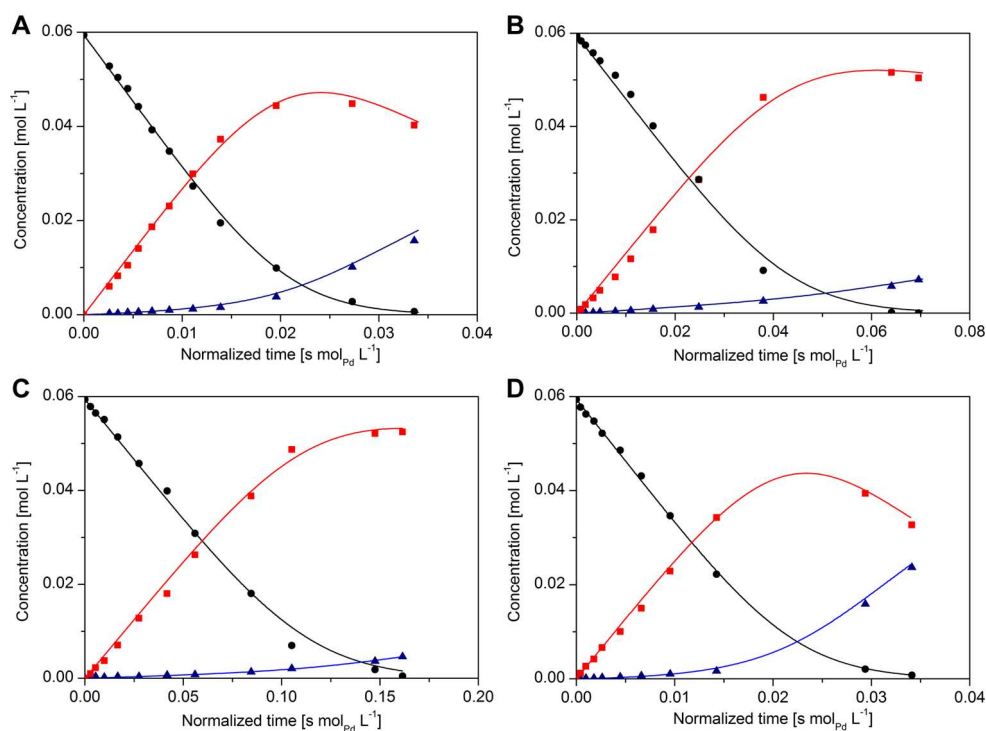 A
Concentration [mol L⁻¹]
0.06
0.04
0.02
0.00
0.00 0.01 0.02 0.03 0.04
Normalized time [s mol_Pd L⁻¹]
B
Concentration [mol L⁻¹]
0.06
0.04
0.02
0.00
0.00 0.02 0.04 0.06 0.08
Normalized time [s mol_Pd L⁻¹]
C
Concentration [mol L⁻¹]
0.06
0.04
0.02
0.00
0.00 0.05 0.10 0.15 0.20
Normalized time [s mol_Pd L⁻¹]
D
Concentration [mol L⁻¹]
0.06
0.04
0.02
0.00
0.00 0.01 0.02 0.03 0.04
Normalized time [s mol_Pd L⁻¹]